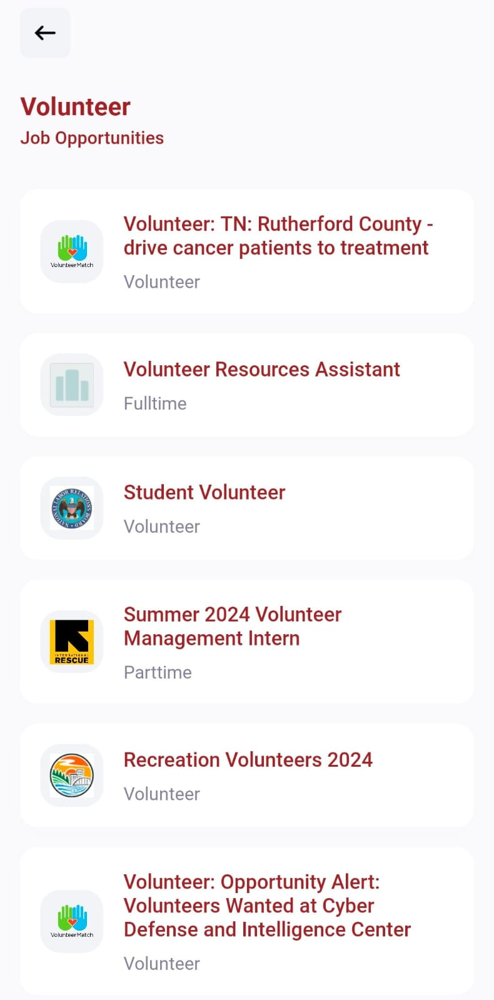 Volunteer
Job Opportunities
Volunteer: TN: Rutherford County -
drive cancer patients to treatment
VolunteerMatch
Volunteer
Volunteer Resources Assistant
Fulltime
Student Volunteer
NATIONAL LABOR RELATIONS BOARD
Volunteer
Summer 2024 Volunteer
Management Intern
INTERNATIONAL
RESCUE
Parttime
Recreation Volunteers 2024
Volunteer
Volunteer: Opportunity Alert:
Volunteers Wanted at Cyber
Defense and Intelligence Center
VolunteerMatch
Volunteer